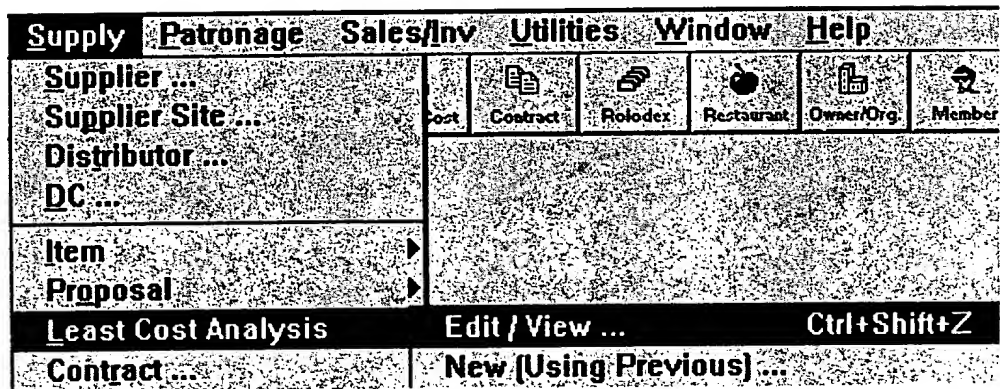 Supply Patronage Sales/Inv Utilities Window Help
Supplier ...
Supplier Site ...
Distributor ...
DC ...
Cost Contract Rolodex Restaurant Owner/Org. Member
Item
Proposal
Least Cost Analysis Edit / View ... Ctrl+Shift+Z
Contract ... New (Using Previous) ...